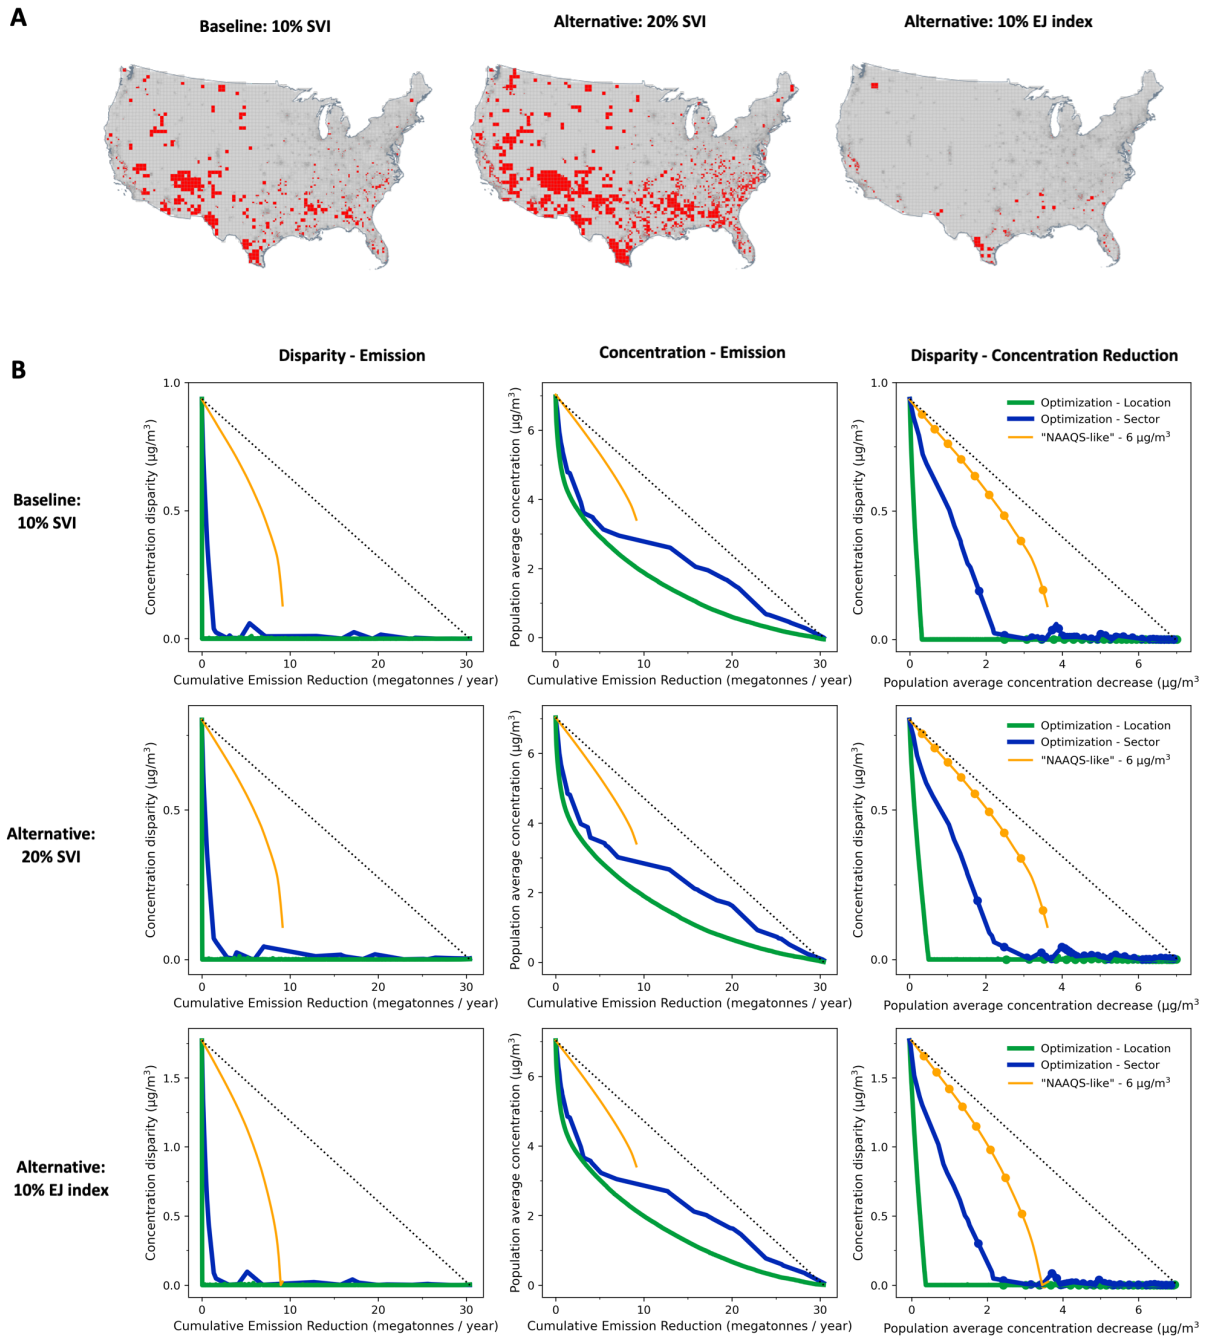 A
Baseline: 10% SVI
Alternative: 20% SVI
Alternative: 10% EJ index
B
Disparity - Emission
Concentration - Emission
Disparity - Concentration Reduction
Baseline:
10% SVI
Concentration disparity (μg/m³)
1.0
0.5
0.0
0
10
20
30
Cumulative Emission Reduction (megatonnes / year)
Population average concentration (μg/m³)
6
4
2
0
0
10
20
30
Cumulative Emission Reduction (megatonnes / year)
Concentration disparity (μg/m³)
1.0
0.5
0.0
Optimization - Location
Optimization - Sector
"NAAQS-like" - 6 μg/m³
0
2
4
6
Population average concentration decrease (μg/m³
Alternative:
20% SVI
Concentration disparity (μg/m³)
0.5
0.0
0
10
20
30
Cumulative Emission Reduction (megatonnes / year)
Population average concentration (μg/m³)
6
4
2
0
0
10
20
30
Cumulative Emission Reduction (megatonnes / year)
Concentration disparity (μg/m³)
0.5
0.0
Optimization - Location
Optimization - Sector
"NAAQS-like" - 6 μg/m³
0
2
4
6
Population average concentration decrease (μg/m³
Alternative:
10% EJ index
Concentration disparity (μg/m³)
1.5
1.0
0.5
0.0
0
10
20
30
Cumulative Emission Reduction (megatonnes / year)
Population average concentration (μg/m³)
6
4
2
0
0
10
20
30
Cumulative Emission Reduction (megatonnes / year)
Concentration disparity (μg/m³)
1.5
1.0
0.5
0.0
Optimization - Location
Optimization - Sector
"NAAQS-like" - 6 μg/m³
0
2
4
6
Population average concentration decrease (μg/m³